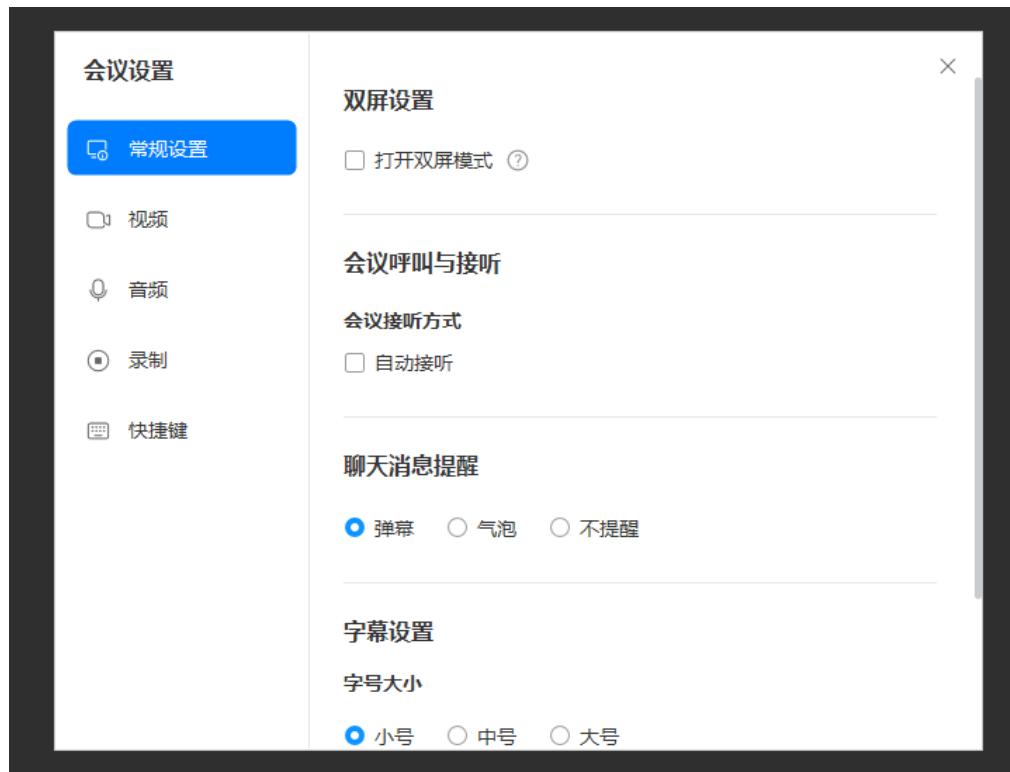 会议设置
常规设置
视频
音频
录制
快捷键
双屏设置
打开双屏模式 ?
会议呼叫与接听
会议接听方式
自动接听
聊天消息提醒
弹幕 气泡 不提醒
字幕设置
字号大小
小号 中号 大号